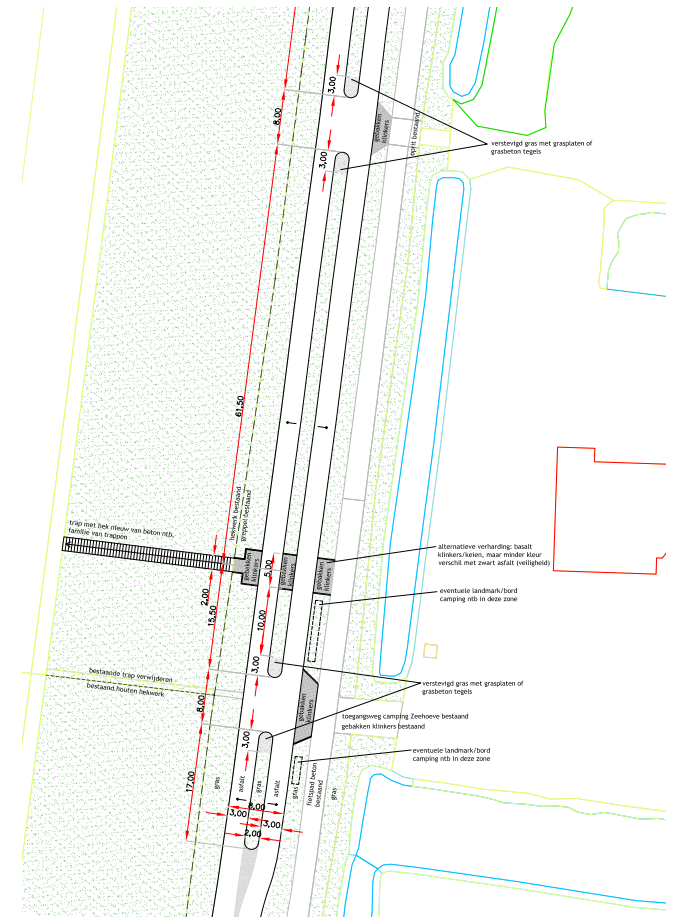 3,00
8,00
3,00
gebakken
klinkers
oprit bestaand
verstevigd gras met grasplaten of
grasbeton tegels
61,50
hekwerk bestaand
greppel bestaand
trap met hek nieuw van beton ntb,
familie van trappen
gebakken
klinkers
5,00
gebakken
klinkers
gebakken
klinkers
alternatieve verharding: basalt
klinkers/keien, maar minder kleur
verschil met zwart asfalt (veiligheid)
2,00
15,50
10,00
eventuele landmark/bord
camping ntb in deze zone
3,00
bestaande trap verwijderen
bestaand houten hekwerk
verstevigd gras met grasplaten of
grasbeton tegels
8,00
gebakken
klinkers
toegangsweg camping Zeehoeve bestaand
gebakken klinkers bestaand
3,00
eventuele landmark/bord
camping ntb in deze zone
17,00
gras
asfalt
gras
asfalt
gras
fietspad beton
bestaand
gras
8,00
3,00
3,00
2,00